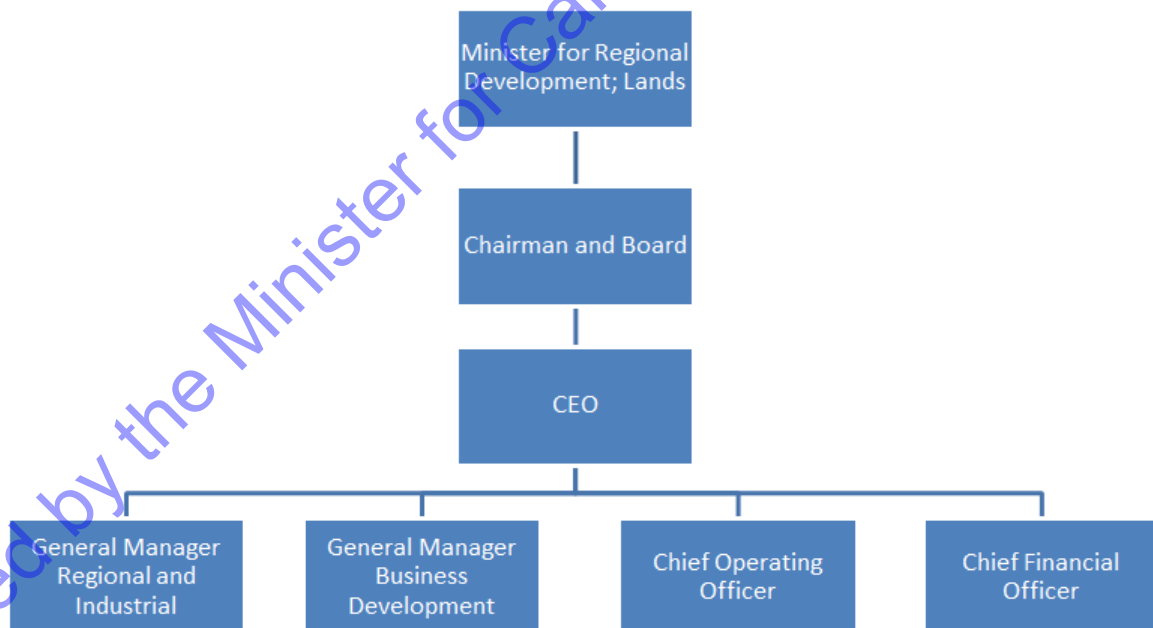 Minister for Regional
Development; Lands
Chairman and Board
CEO
General Manager
Regional and
Industrial
General Manager
Business
Development
Chief Operating
Officer
Chief Financial
Officer
by the Minister for